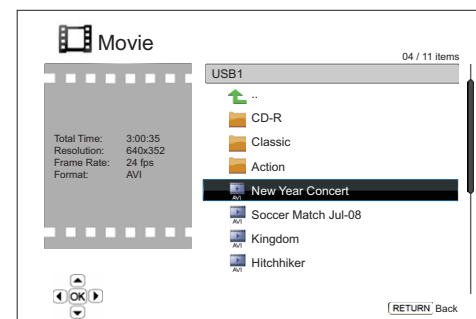 Movie
04 / 11 items
USB1
..
CD-R
Classic
Action
Total Time: 3:00:35
Resolution: 640x352
Frame Rate: 24 fps
Format: AVI
AVI New Year Concert
AVI Soccer Match Jul-08
AVI Kingdom
AVI Hitchhiker
OK
RETURN Back